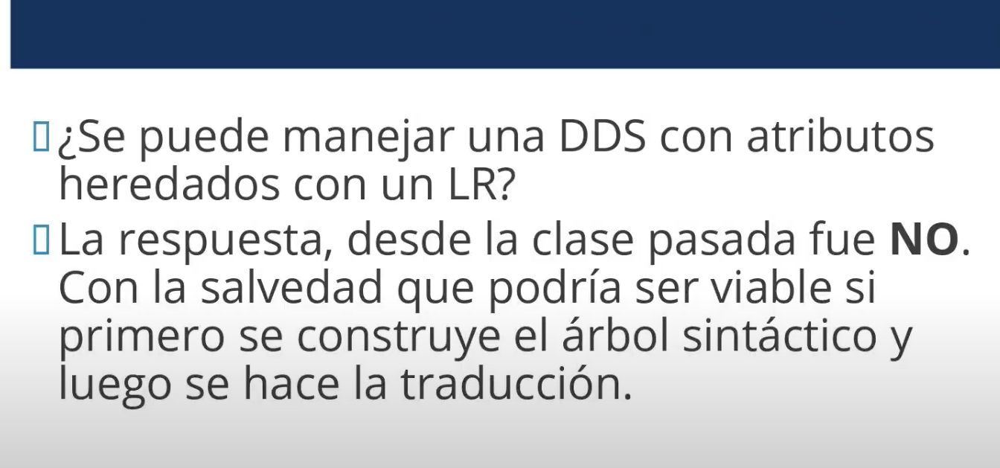 ¿Se puede manejar una DDS con atributos
heredados con un LR?
La respuesta, desde la clase pasada fue NO.
Con la salvedad que podría ser viable si
primero se construye el árbol sintáctico y
luego se hace la traducción.